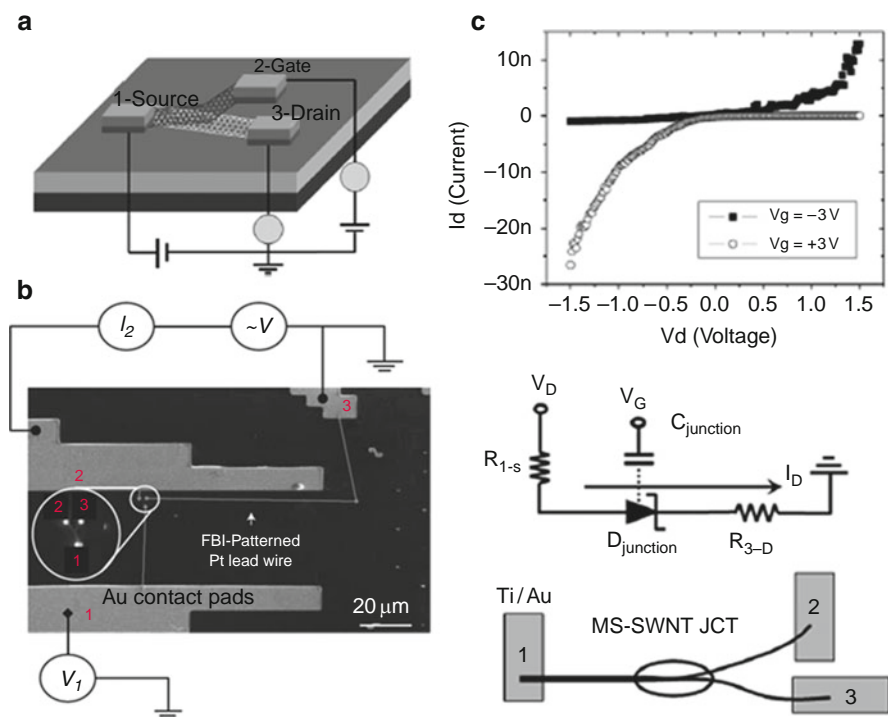 a
2-Gate
1-Source
3-Drain
b
I2
~V
3
2
2 3
1
FBI-Patterned
Pt lead wire
Au contact pads
1
20 μm
V1
c
10n
0
−10n
−20n
−30n
Id (Current)
Vg = −3 V
Vg = +3 V
−1.5 −1.0 −0.5 0.0 0.5 1.0 1.5
Vd (Voltage)
VD
VG
Cjunction
R1-s
ID
Djunction
R3–D
Ti/Au
MS-SWNT JCT
1
2
3